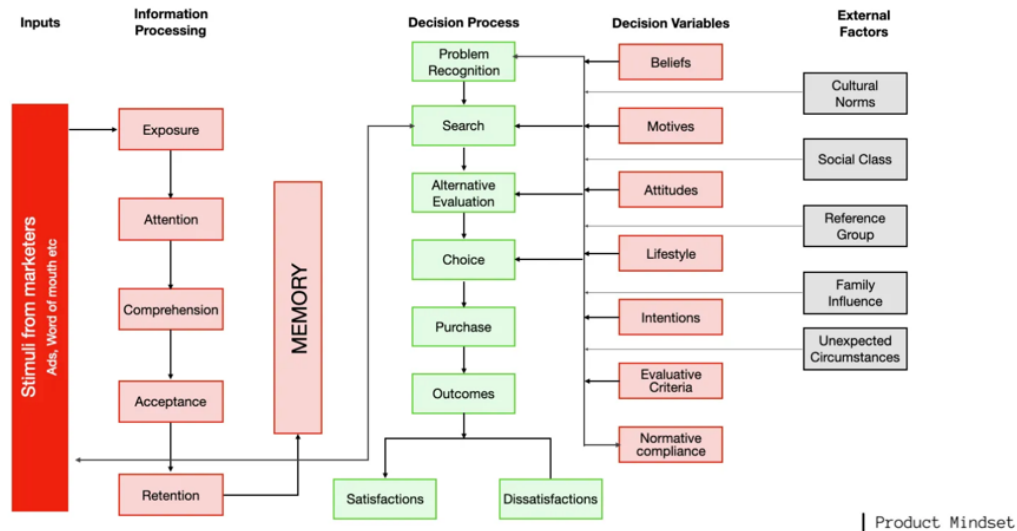 Inputs
Information
Processing
Decision Process
Decision Variables
External
Factors
Stimuli from marketers
Ads, Word of mouth etc
Exposure
Attention
Comprehension
Acceptance
Retention
MEMORY
Problem
Recognition
Search
Alternative
Evaluation
Choice
Purchase
Outcomes
Satisfactions
Dissatisfactions
Beliefs
Motives
Attitudes
Lifestyle
Intentions
Evaluative
Criteria
Normative
compliance
Cultural
Norms
Social Class
Reference
Group
Family
Influence
Unexpected
Circumstances
Product Mindset